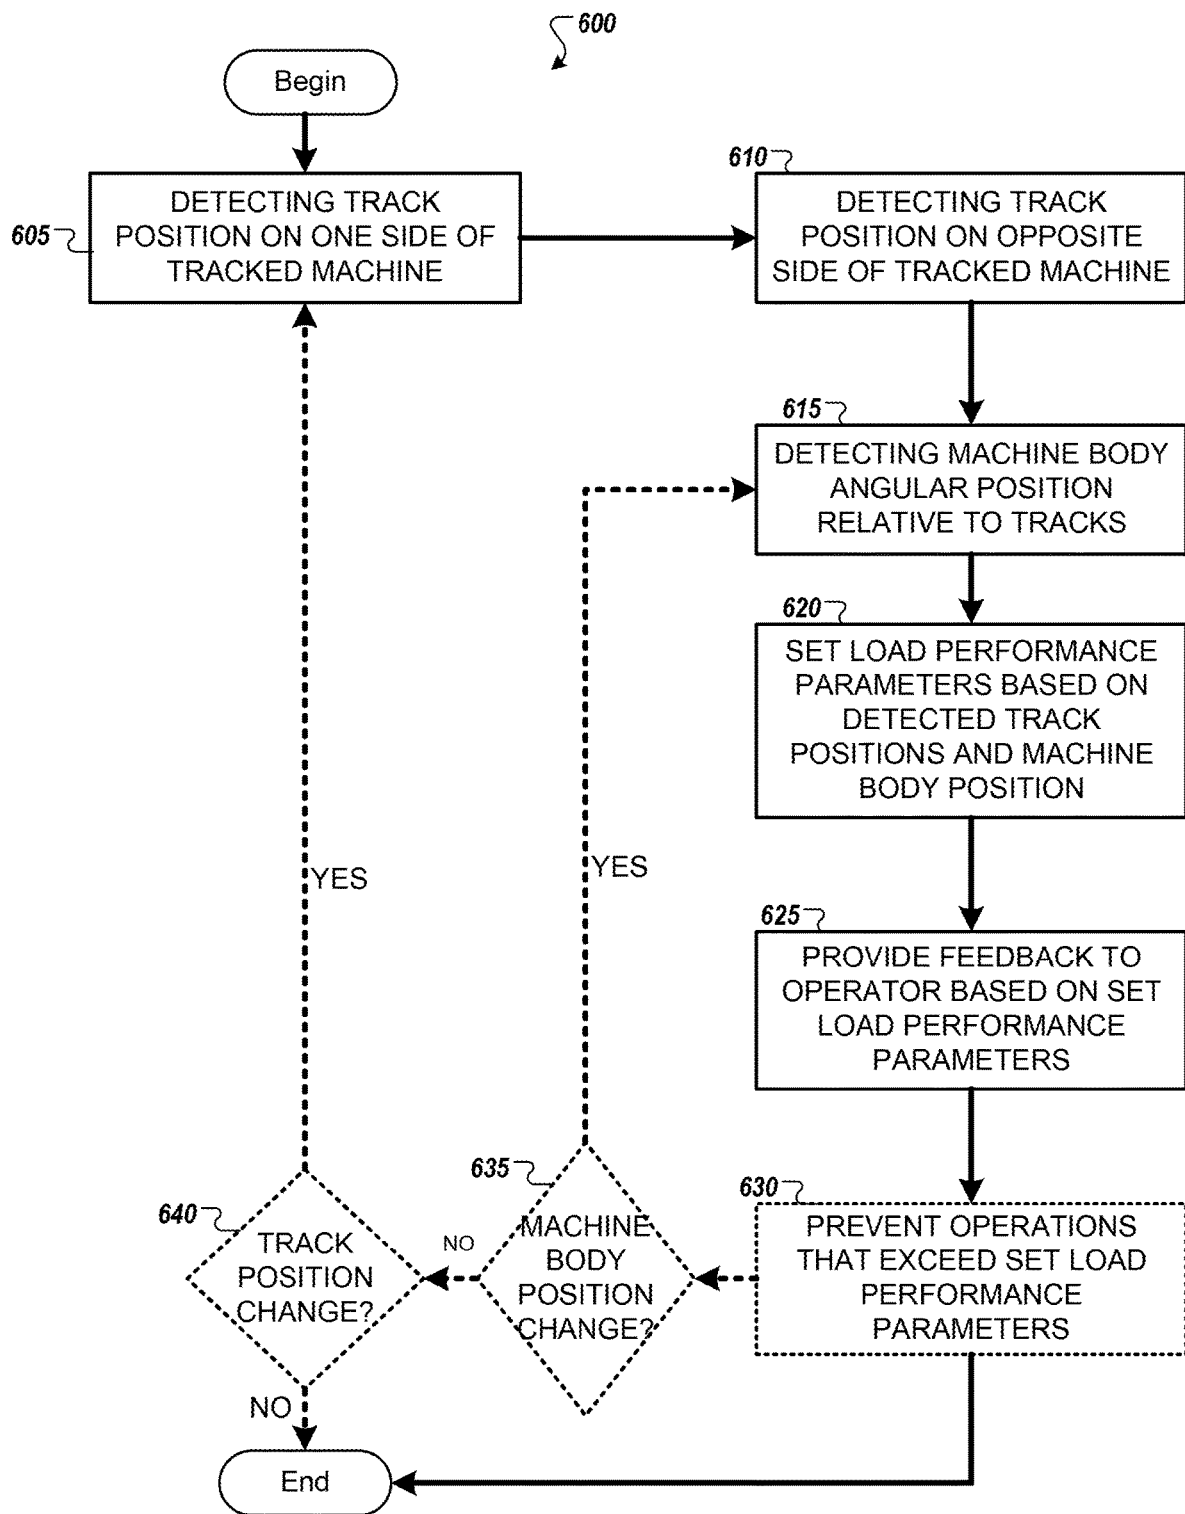 600
Begin
605
DETECTING TRACK
POSITION ON ONE SIDE OF
TRACKED MACHINE
610
DETECTING TRACK
POSITION ON OPPOSITE
SIDE OF TRACKED MACHINE
615
DETECTING MACHINE BODY
ANGULAR POSITION
RELATIVE TO TRACKS
620
SET LOAD PERFORMANCE
PARAMETERS BASED ON
DETECTED TRACK
POSITIONS AND MACHINE
BODY POSITION
YES
YES
625
PROVIDE FEEDBACK TO
OPERATOR BASED ON SET
LOAD PERFORMANCE
PARAMETERS
630
PREVENT OPERATIONS
THAT EXCEED SET LOAD
PERFORMANCE
PARAMETERS
635
MACHINE
BODY
POSITION
CHANGE?
NO
640
TRACK
POSITION
CHANGE?
NO
End